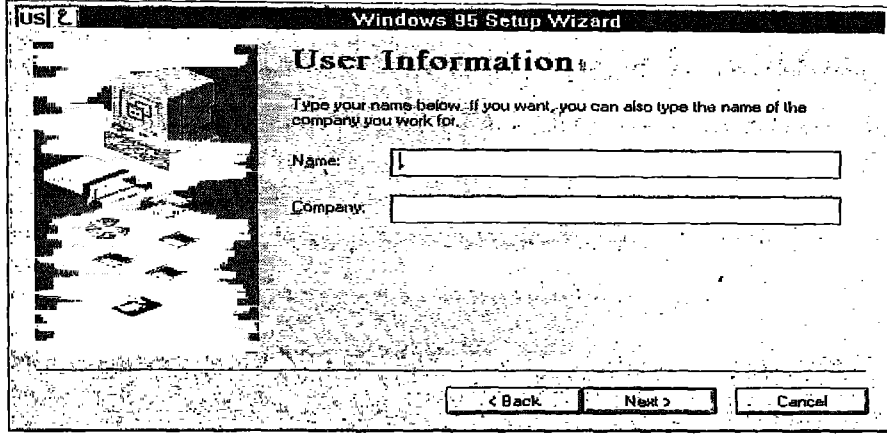 US ع
Windows 95 Setup Wizard
User Information
Type your name below. If you want, you can also type the name of the
company you work for.
Name:
Company:
< Back
Next >
Cancel